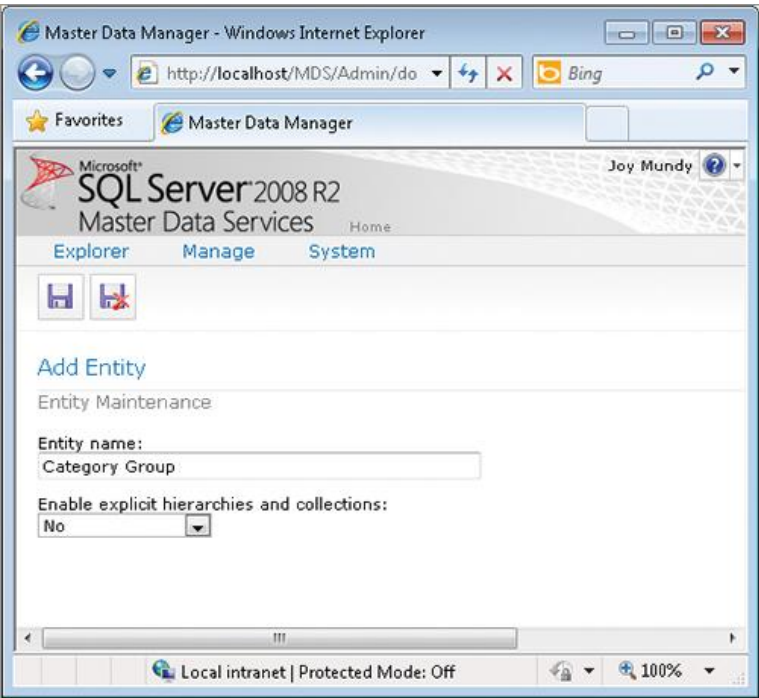 Master Data Manager - Windows Internet Explorer
http://localhost/MDS/Admin/do
Bing
Favorites
Master Data Manager
Joy Mundy
Microsoft®
SQL Server® 2008 R2
Master Data Services
Home
Explorer Manage System
Add Entity
Entity Maintenance
Entity name:
Category Group
Enable explicit hierarchies and collections:
No
Local intranet | Protected Mode: Off
100%